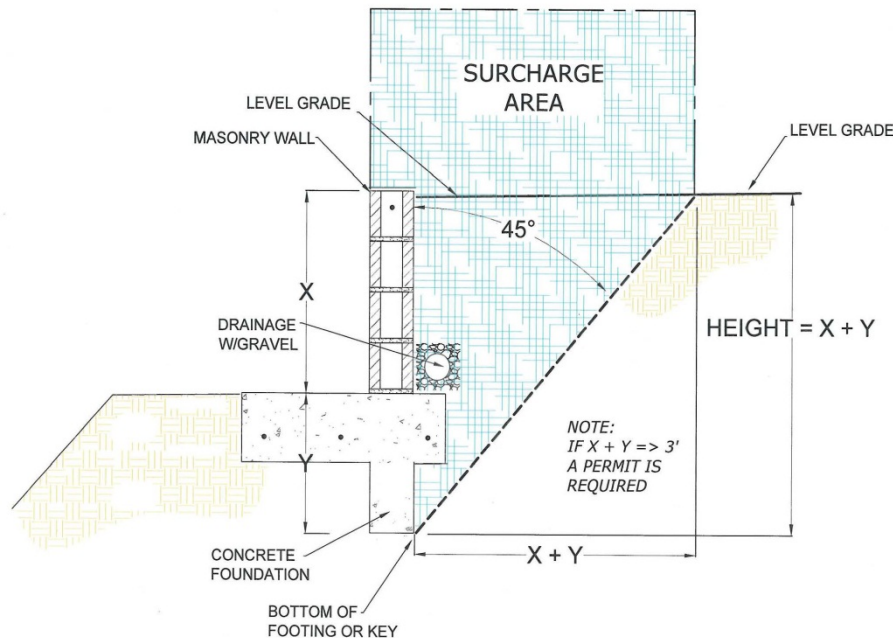 SURCHARGE
AREA
LEVEL GRADE
LEVEL GRADE
MASONRY WALL
45°
X
DRAINAGE
W/GRAVEL
HEIGHT = X + Y
NOTE:
IF X + Y => 3'
A PERMIT IS
REQUIRED
Y
X + Y
CONCRETE
FOUNDATION
BOTTOM OF
FOOTING OR KEY